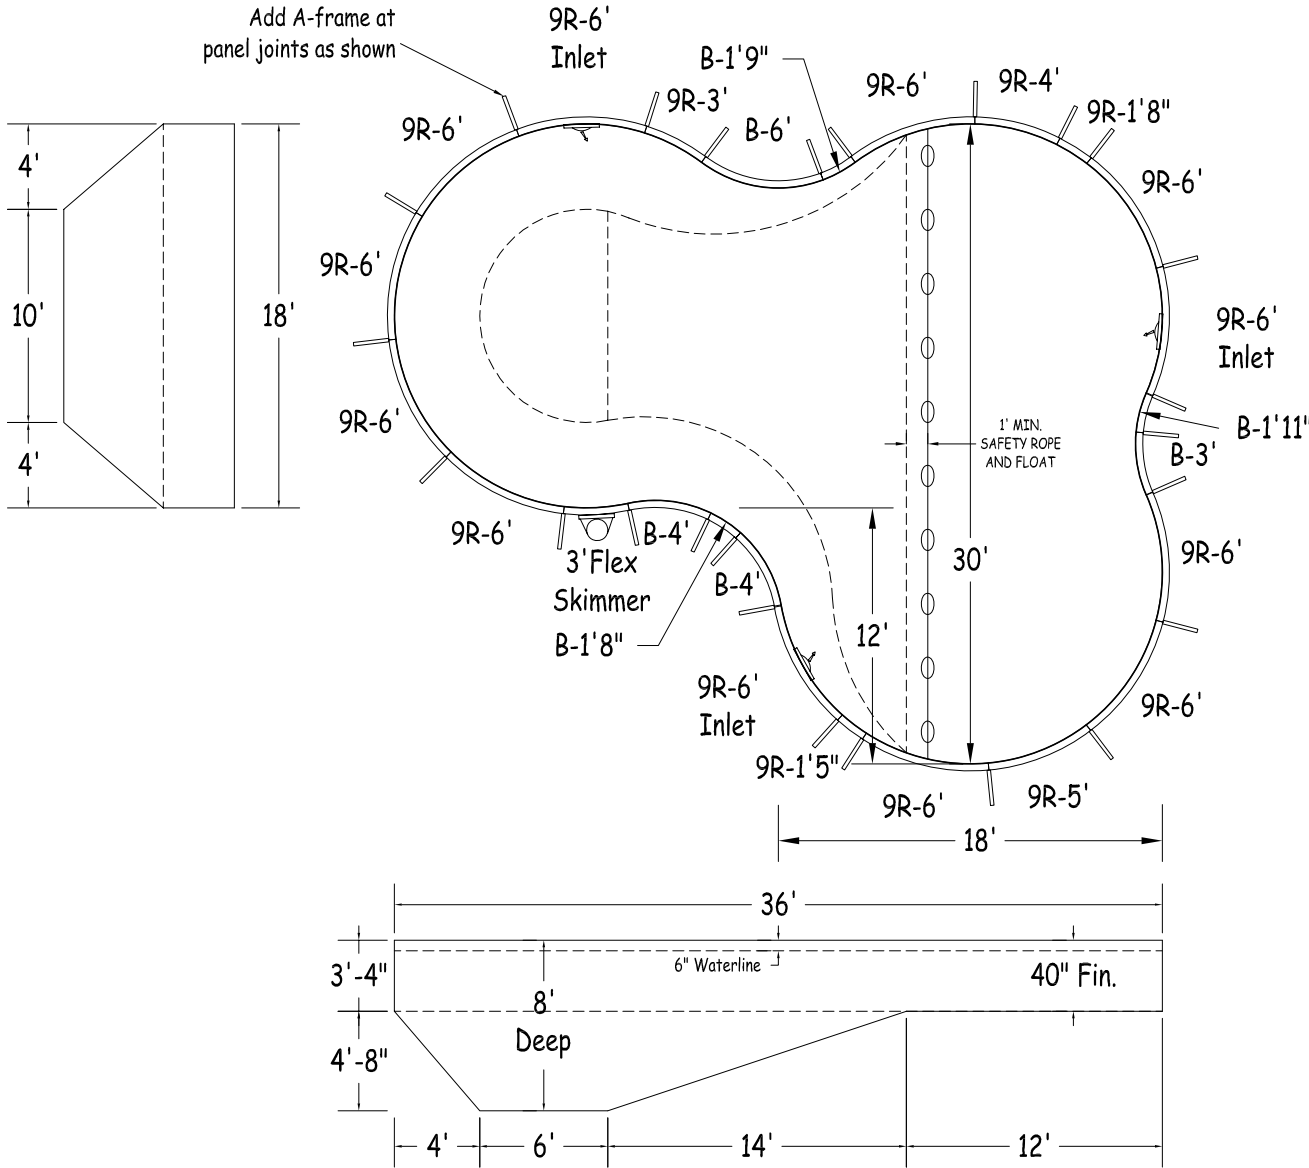 Add A-frame at
panel joints as shown
9R-6'
Inlet
B-1'9"
9R-6'
9R-4'
9R-3'
9R-1'8"
9R-6'
B-6'
4'
9R-6'
9R-6'
10'
18'
9R-6'
Inlet
9R-6'
1' MIN.
SAFETY ROPE
AND FLOAT
B-1'11"
B-3'
4'
9R-6'
B-4'
3'Flex
Skimmer
30'
9R-6'
B-4'
B-1'8"
12'
9R-6'
Inlet
9R-6'
9R-1'5"
9R-6'
9R-5'
18'
36'
3'-4"
6" Waterline
40" Fin.
8'
Deep
4'-8"
4'
6'
14'
12'